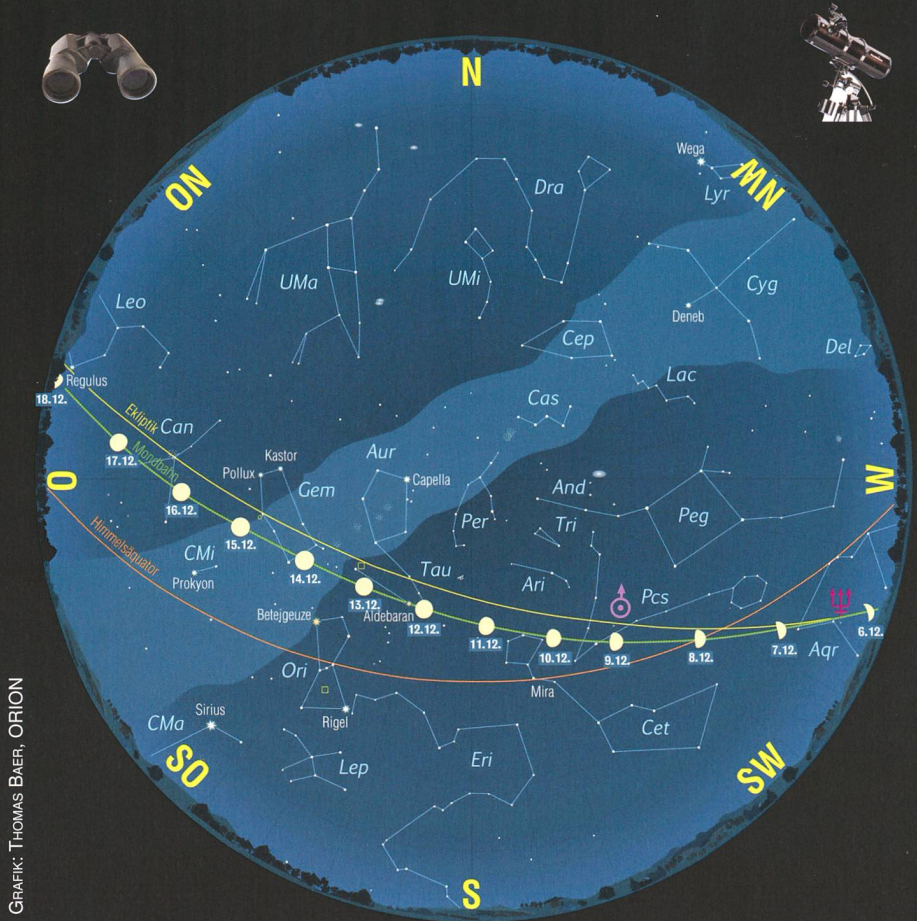 N
Wega
NW
Lyr
NO
Dra
UMa
UMi
Cyg
Leo
Deneb
Cep
Del
Regulus
18.12.
Lac
Cas
Ekliptik
Can
Mondbahn
17.12.
Aur
Kastor
Pollux
Capella
Gem
And
O
W
16.12.
Per
Tri
Peg
Himmelsäquator
15.12.
CMi
Prokyon
14.12.
Tau
Ari
Pcs
13.12.
Aldebaran
Betejgeuze
12.12.
11.12.
10.12.
9.12.
8.12.
7.12.
6.12.
Aqr
Ori
Mira
Sirius
CMa
Rigel
Cet
Eri
Lep
SO
SW
S
GRAFIK: THOMAS BAER, ORION